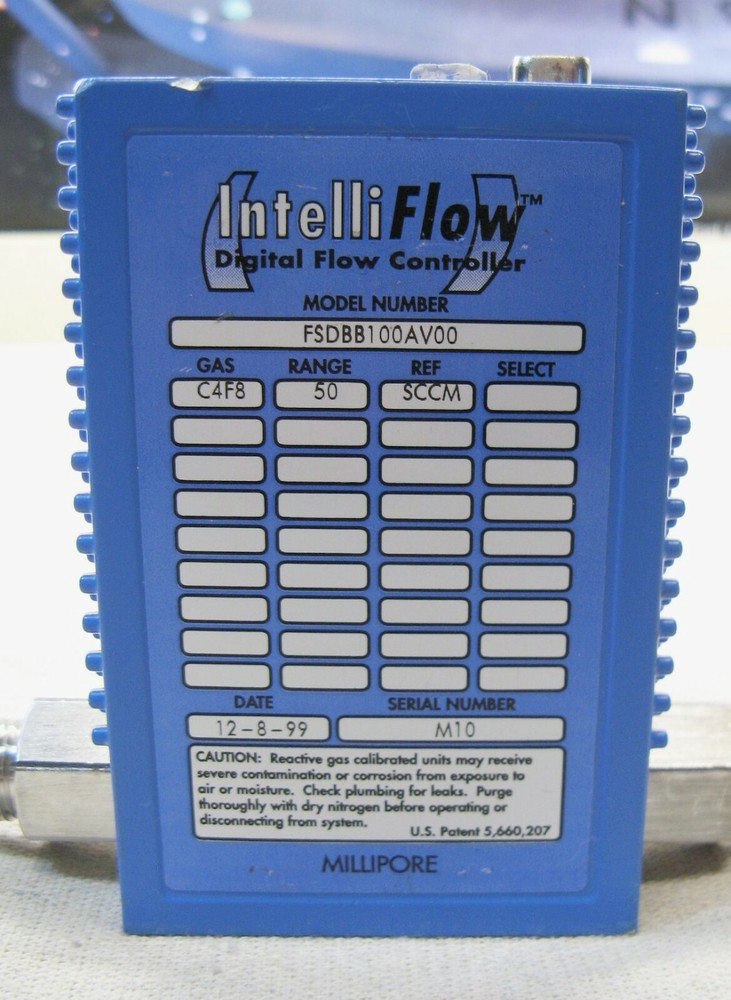 IntelliFlow™
Digital Flow Controller
MODEL NUMBER
FSDBB100AV00
GAS RANGE REF SELECT
C4F8 50 SCCM
DATE SERIAL NUMBER
12-8-99 M10
CAUTION: Reactive gas calibrated units may receive
severe contamination or corrosion from exposure to
air or moisture. Check plumbing for leaks. Purge
thoroughly with dry nitrogen before operating or
disconnecting from system.
U.S. Patent 5,660,207
MILLIPORE